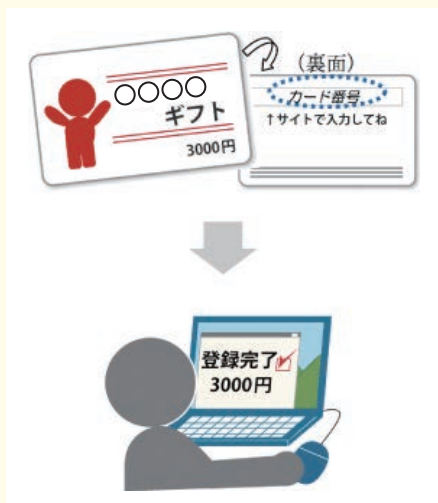 ○○○○
ギフト
3000円
（裏面）
カード番号
↑サイトで入力してね
登録完了
3000円